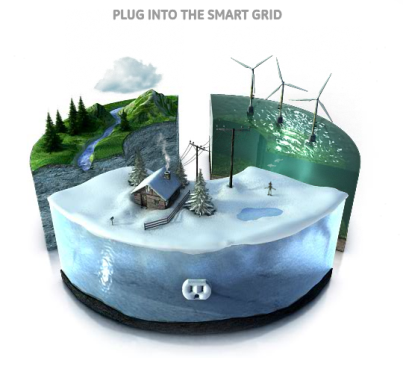 PLUG INTO THE SMART GRID